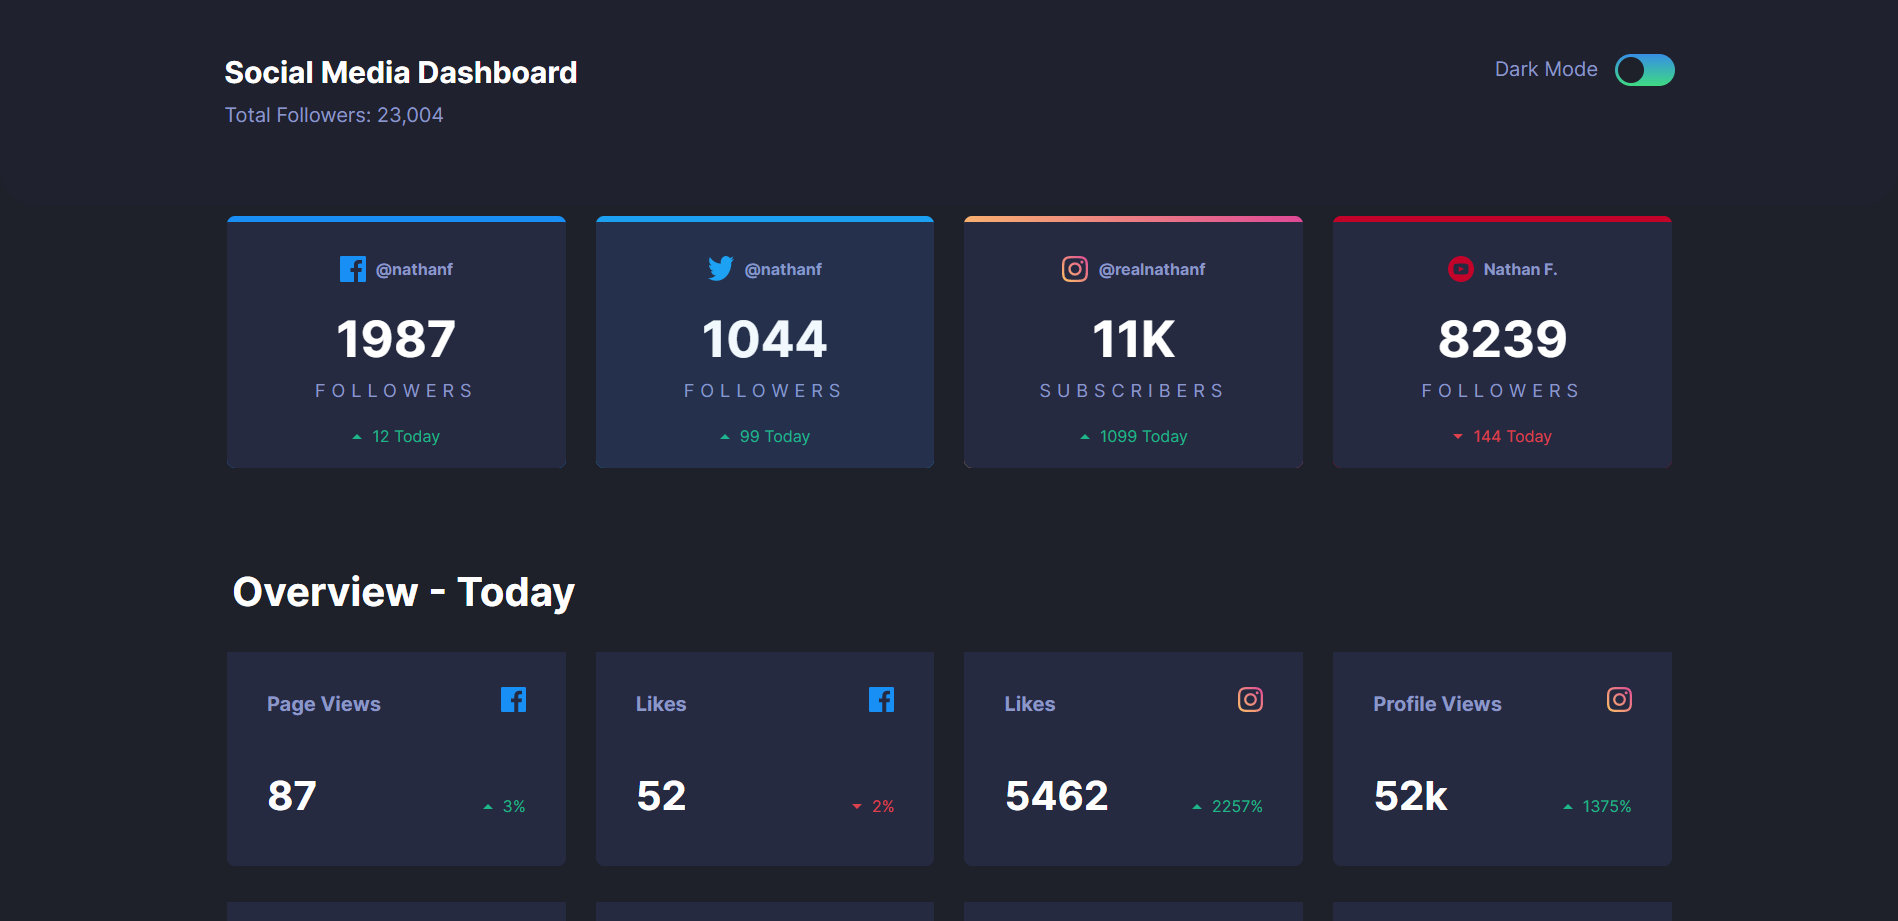 Social Media Dashboard
Dark Mode
Total Followers: 23,004
@nathanf
1987
FOLLOWERS
12 Today
@nathanf
1044
FOLLOWERS
99 Today
@realnathanf
11K
SUBSCRIBERS
1099 Today
Nathan F.
8239
FOLLOWERS
144 Today
Overview - Today
Page Views
87
3%
Likes
52
2%
Likes
5462
2257%
Profile Views
52k
1375%